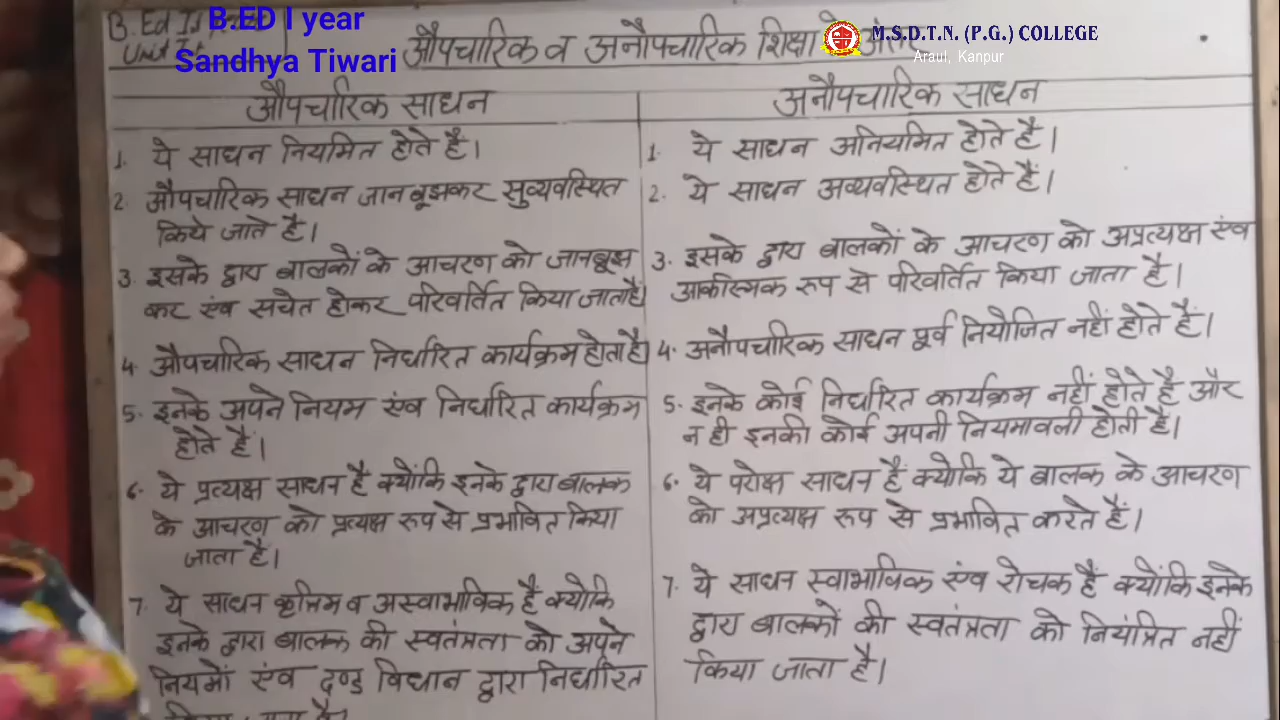 B.Ed Ist
Unit Ist
B.ED I year
Sandhya Tiwari
औपचारिक व अनौपचारिक शिक्षा
M.S.D.T.N. (P.G.) COLLEGE
Araul, Kanpur
औपचारिक साधन
1. ये साधन नियमित होते है।
2. औपचारिक साधन जानबूझकर सुव्यवस्थित
किये जाते है।
3. इसके द्वारा बालकों के आचरण को जानबूझ
कर एंव सचेत होकर परिवर्तित किया जाता है।
4. औपचारिक साधन निर्धारित कार्यक्रम होता है।
5. इनके अपने नियम एंव निर्धारित कार्यक्रम
होते हैं।
6. ये प्रत्यक्ष साधन है क्योंकि इनके द्वारा बालक
के आचरण को प्रत्यक्ष रूप से प्रभावित किया
जाता है।
7. ये साधन कृत्रिम व अस्वाभाविक है क्योकि
इनके द्वारा बालक की स्वतंत्रता को अपने
नियमों एंव दण्ड विधान द्वारा निर्धारित
अनौपचारिक साधन
1. ये साधन अनियमित होते है।
2. ये साधन अव्यवस्थित होते हैं।
3. इसके द्वारा बालकों के आचरण को अप्रत्यक्ष एंव
आकस्मिक रूप से परिवर्तित किया जाता है।
4. अनौपचारिक साधन पूर्व नियोजित नहीं होते है।
5. इनके कोई निर्धारित कार्यक्रम नहीं होते है और
न ही इनकी कोई अपनी नियमावली होती है।
6. ये परोक्ष साधन हैं क्योकि ये बालक के आचरण
को अप्रत्यक्ष रूप से प्रभावित करते हैं।
7. ये साधन स्वाभाविक एंव रोचक हैं क्योंकि इनके
द्वारा बालकों की स्वतंत्रता को नियंत्रित नहीं
किया जाता है।